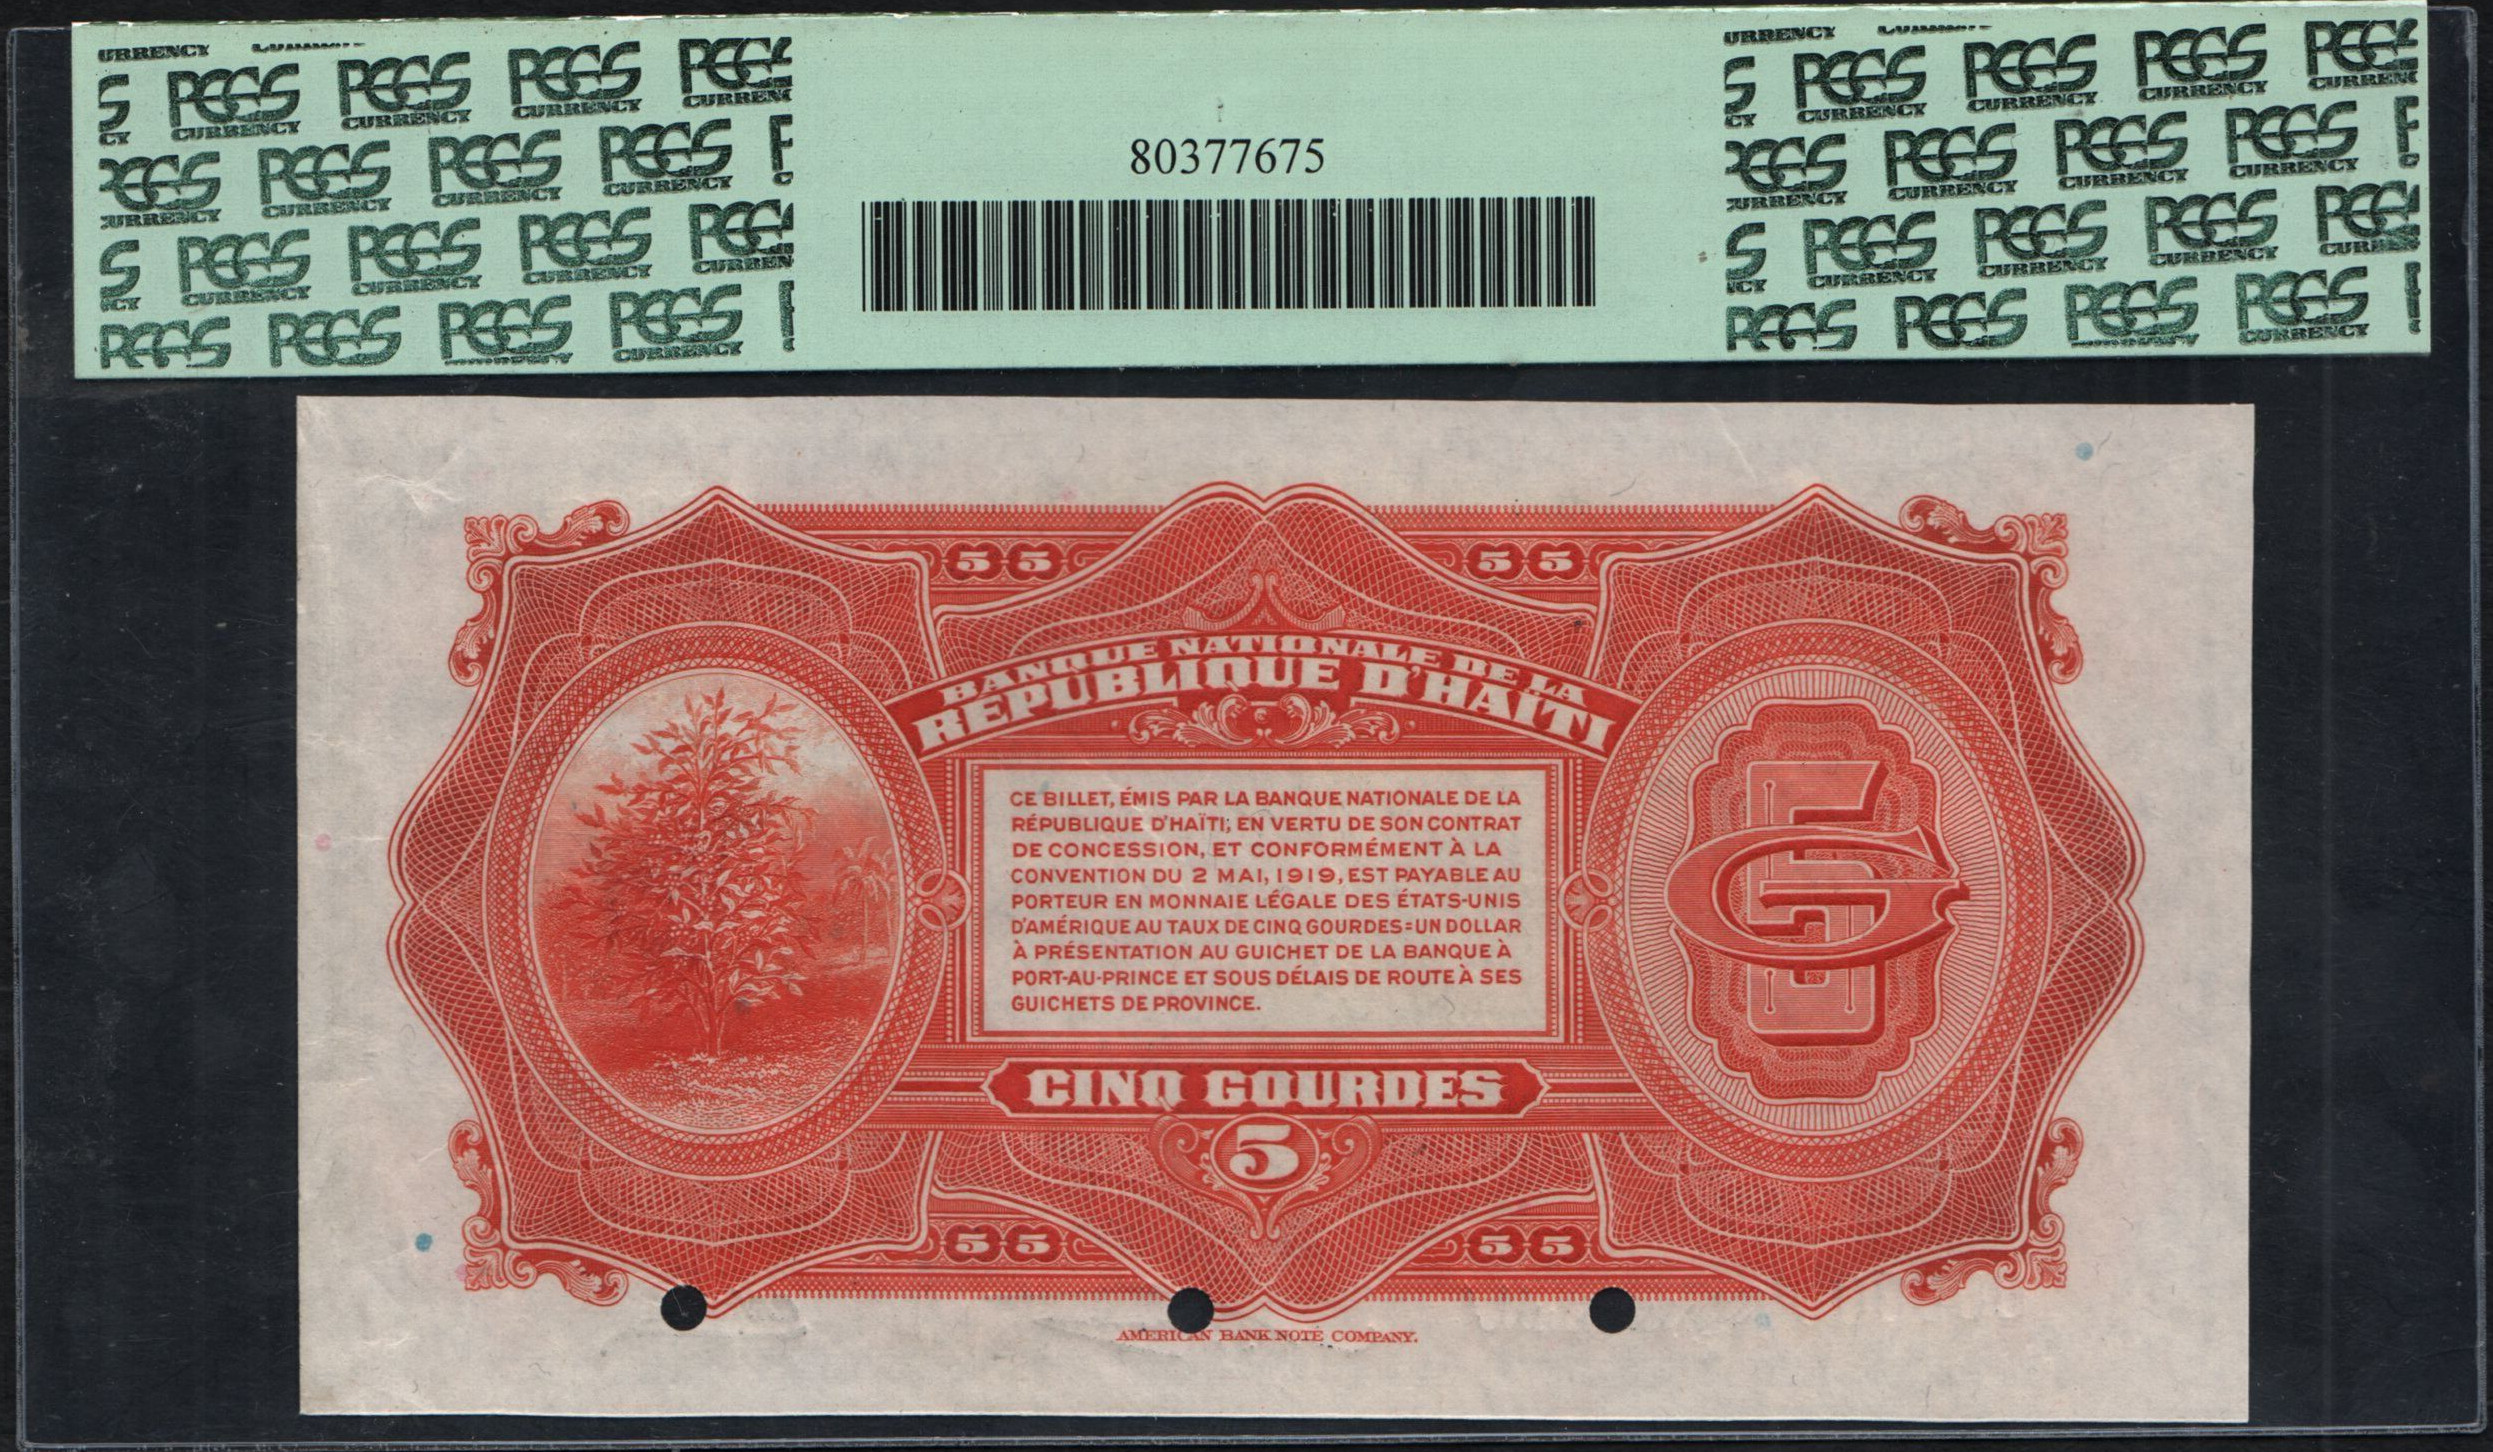 80377675
PCGS CURRENCY
55 55
BANQUE NATIONALE DE LA
RÉPUBLIQUE D'HAÏTI
CE BILLET, ÉMIS PAR LA BANQUE NATIONALE DE LA
RÉPUBLIQUE D'HAÏTI; EN VERTU DE SON CONTRAT
DE CONCESSION, ET CONFORMÉMENT À LA
CONVENTION DU 2 MAI, 1919, EST PAYABLE AU
PORTEUR EN MONNAIE LÉGALE DES ÉTATS-UNIS
D'AMÉRIQUE AU TAUX DE CINQ GOURDES=UN DOLLAR
À PRÉSENTATION AU GUICHET DE LA BANQUE À
PORT-AU-PRINCE ET SOUS DÉLAIS DE ROUTE À SES
GUICHETS DE PROVINCE.
5 G
CINQ GOURDES
5
55 55
AMERICAN BANK NOTE COMPANY.